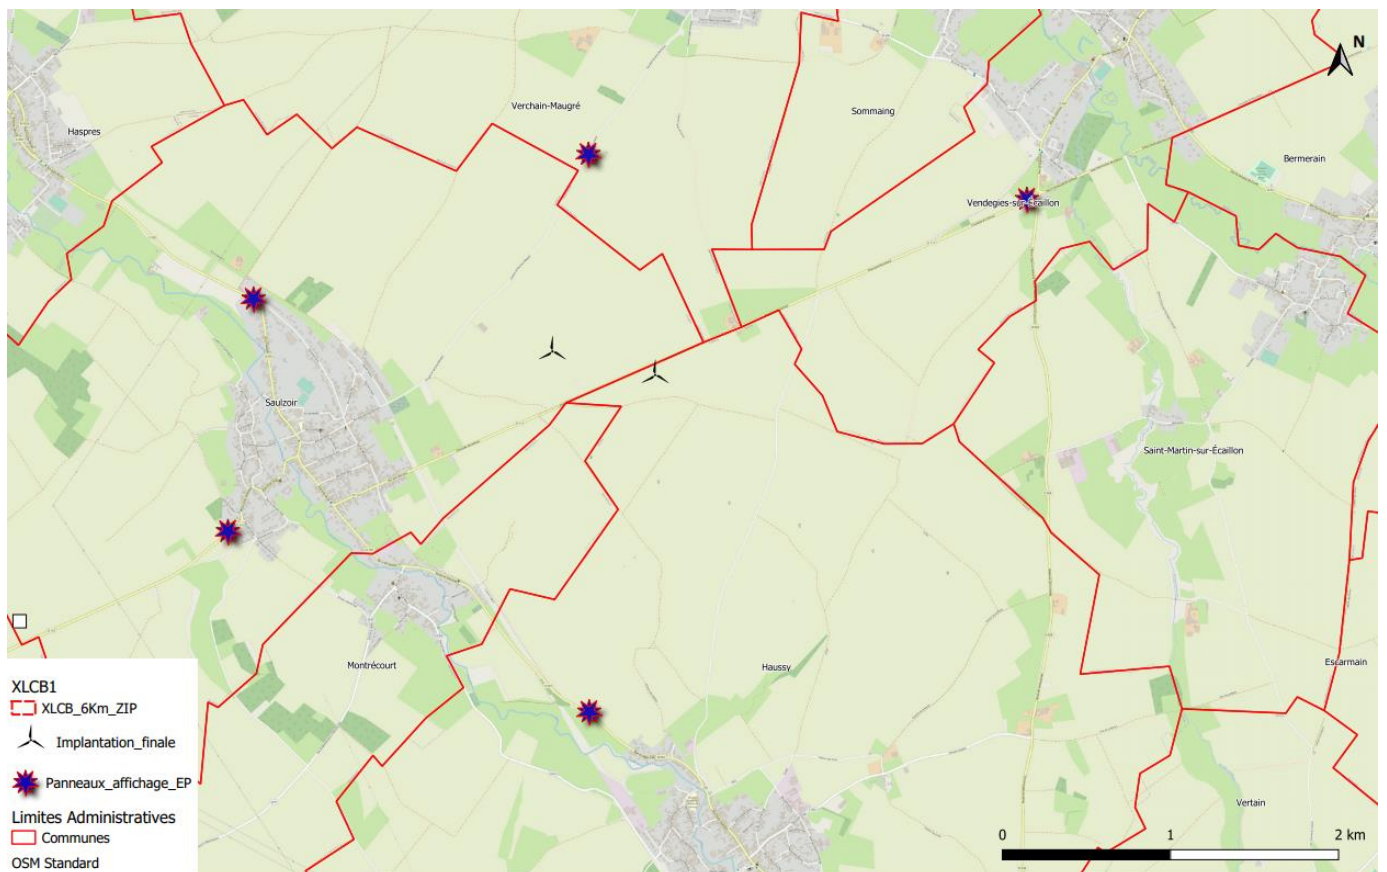 N
Verchain-Maugré
Sommaing
Haspres
Bermerain
Vendegies-sur-Écaillon
Saulzoir
Saint-Martin-sur-Écaillon
Montrécourt
Haussy
Escarmain
Vertain
XLCB1
XLCB_6Km_ZIP
Implantation_finale
Panneaux_affichage_EP
Limites Administratives
Communes
OSM Standard
0 1 2 km